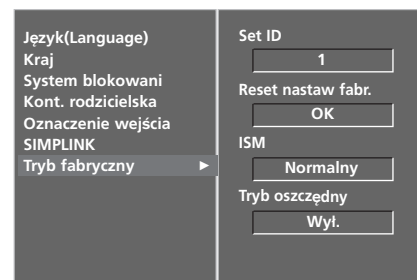 Język(Language)
Kraj
System blokowani
Kont. rodzicielska
Oznaczenie wejścia
SIMPLINK
Tryb fabryczny ►
Set ID
1
Reset nastaw fabr.
OK
ISM
Normalny
Tryb oszczędny
Wył.